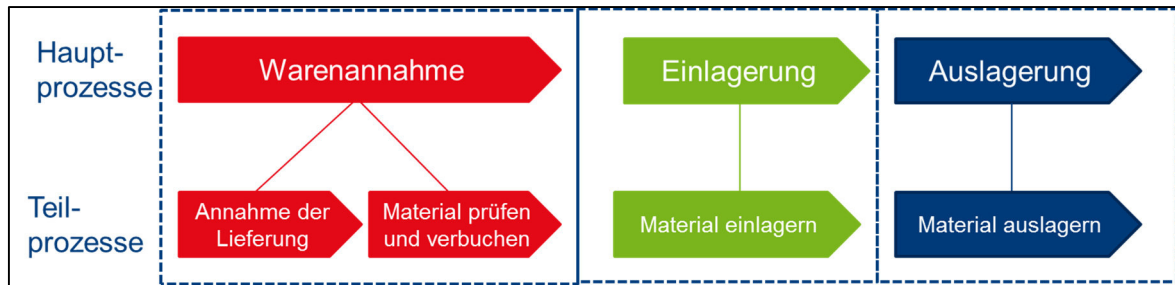 Haupt-
prozesse
Warenannahme
Einlagerung
Auslagerung
Teil-
prozesse
Annahme der
Lieferung
Material prüfen
und verbuchen
Material einlagern
Material auslagern